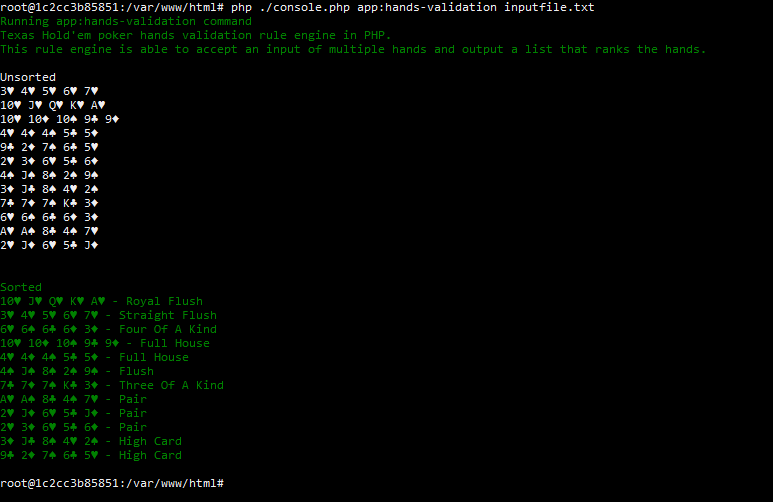 root@1c2cc3b85851:/var/www/html# php ./console.php app:hands-validation inputfile.txt
Running app:hands-validation command
Texas Hold'em poker hands validation rule engine in PHP.
This rule engine is able to accept an input of multiple hands and output a list that ranks the hands.
Unsorted
3♥ 4♥ 5♥ 6♥ 7♥
10♥ J♥ Q♥ K♥ A♥
10♥ 10♦ 10♠ 9♣ 9♦
4♥ 4♦ 4♠ 5♣ 5♦
9♣ 2♦ 7♠ 6♣ 5♥
2♥ 3♦ 6♥ 5♣ 6♦
4♠ J♠ 8♠ 2♠ 9♠
3♦ J♣ 8♠ 4♥ 2♠
7♣ 7♦ 7♠ K♣ 3♦
6♥ 6♠ 6♣ 6♦ 3♦
A♥ A♠ 8♣ 4♠ 7♥
2♥ J♦ 6♥ 5♣ J♦
Sorted
10♥ J♥ Q♥ K♥ A♥ - Royal Flush
3♥ 4♥ 5♥ 6♥ 7♥ - Straight Flush
6♥ 6♠ 6♣ 6♦ 3♦ - Four Of A Kind
10♥ 10♦ 10♠ 9♣ 9♦ - Full House
4♥ 4♦ 4♠ 5♣ 5♦ - Full House
4♠ J♠ 8♠ 2♠ 9♠ - Flush
7♣ 7♦ 7♠ K♣ 3♦ - Three Of A Kind
A♥ A♠ 8♣ 4♠ 7♥ - Pair
2♥ J♦ 6♥ 5♣ J♦ - Pair
2♥ 3♦ 6♥ 5♣ 6♦ - Pair
3♦ J♣ 8♠ 4♥ 2♠ - High Card
9♣ 2♦ 7♠ 6♣ 5♥ - High Card
root@1c2cc3b85851:/var/www/html#